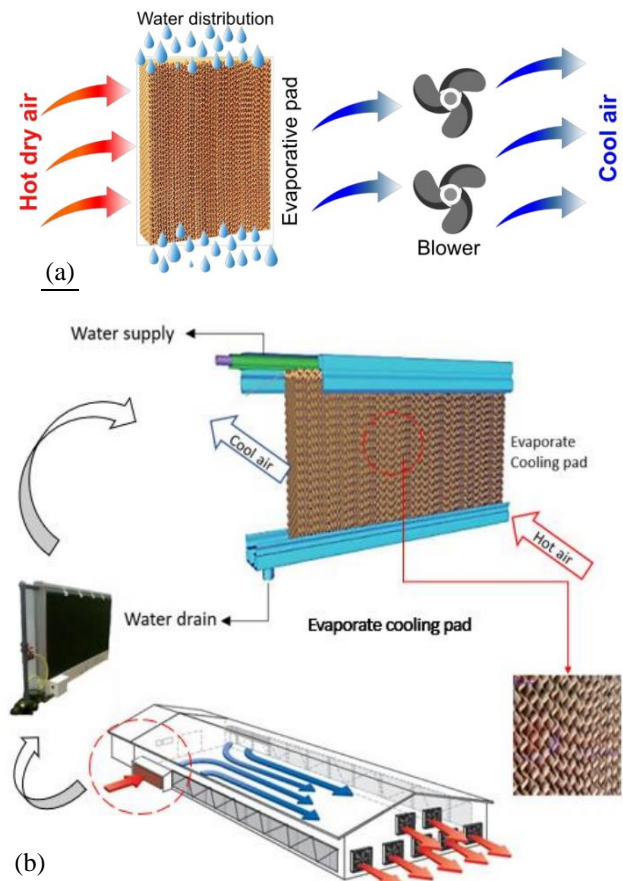 Water distribution
Hot dry air
Evaporative pad
Cool air
Blower
(a)
Water supply
Cool air
Evaporate
Cooling pad
Hot air
Water drain
Evaporate cooling pad
(b)